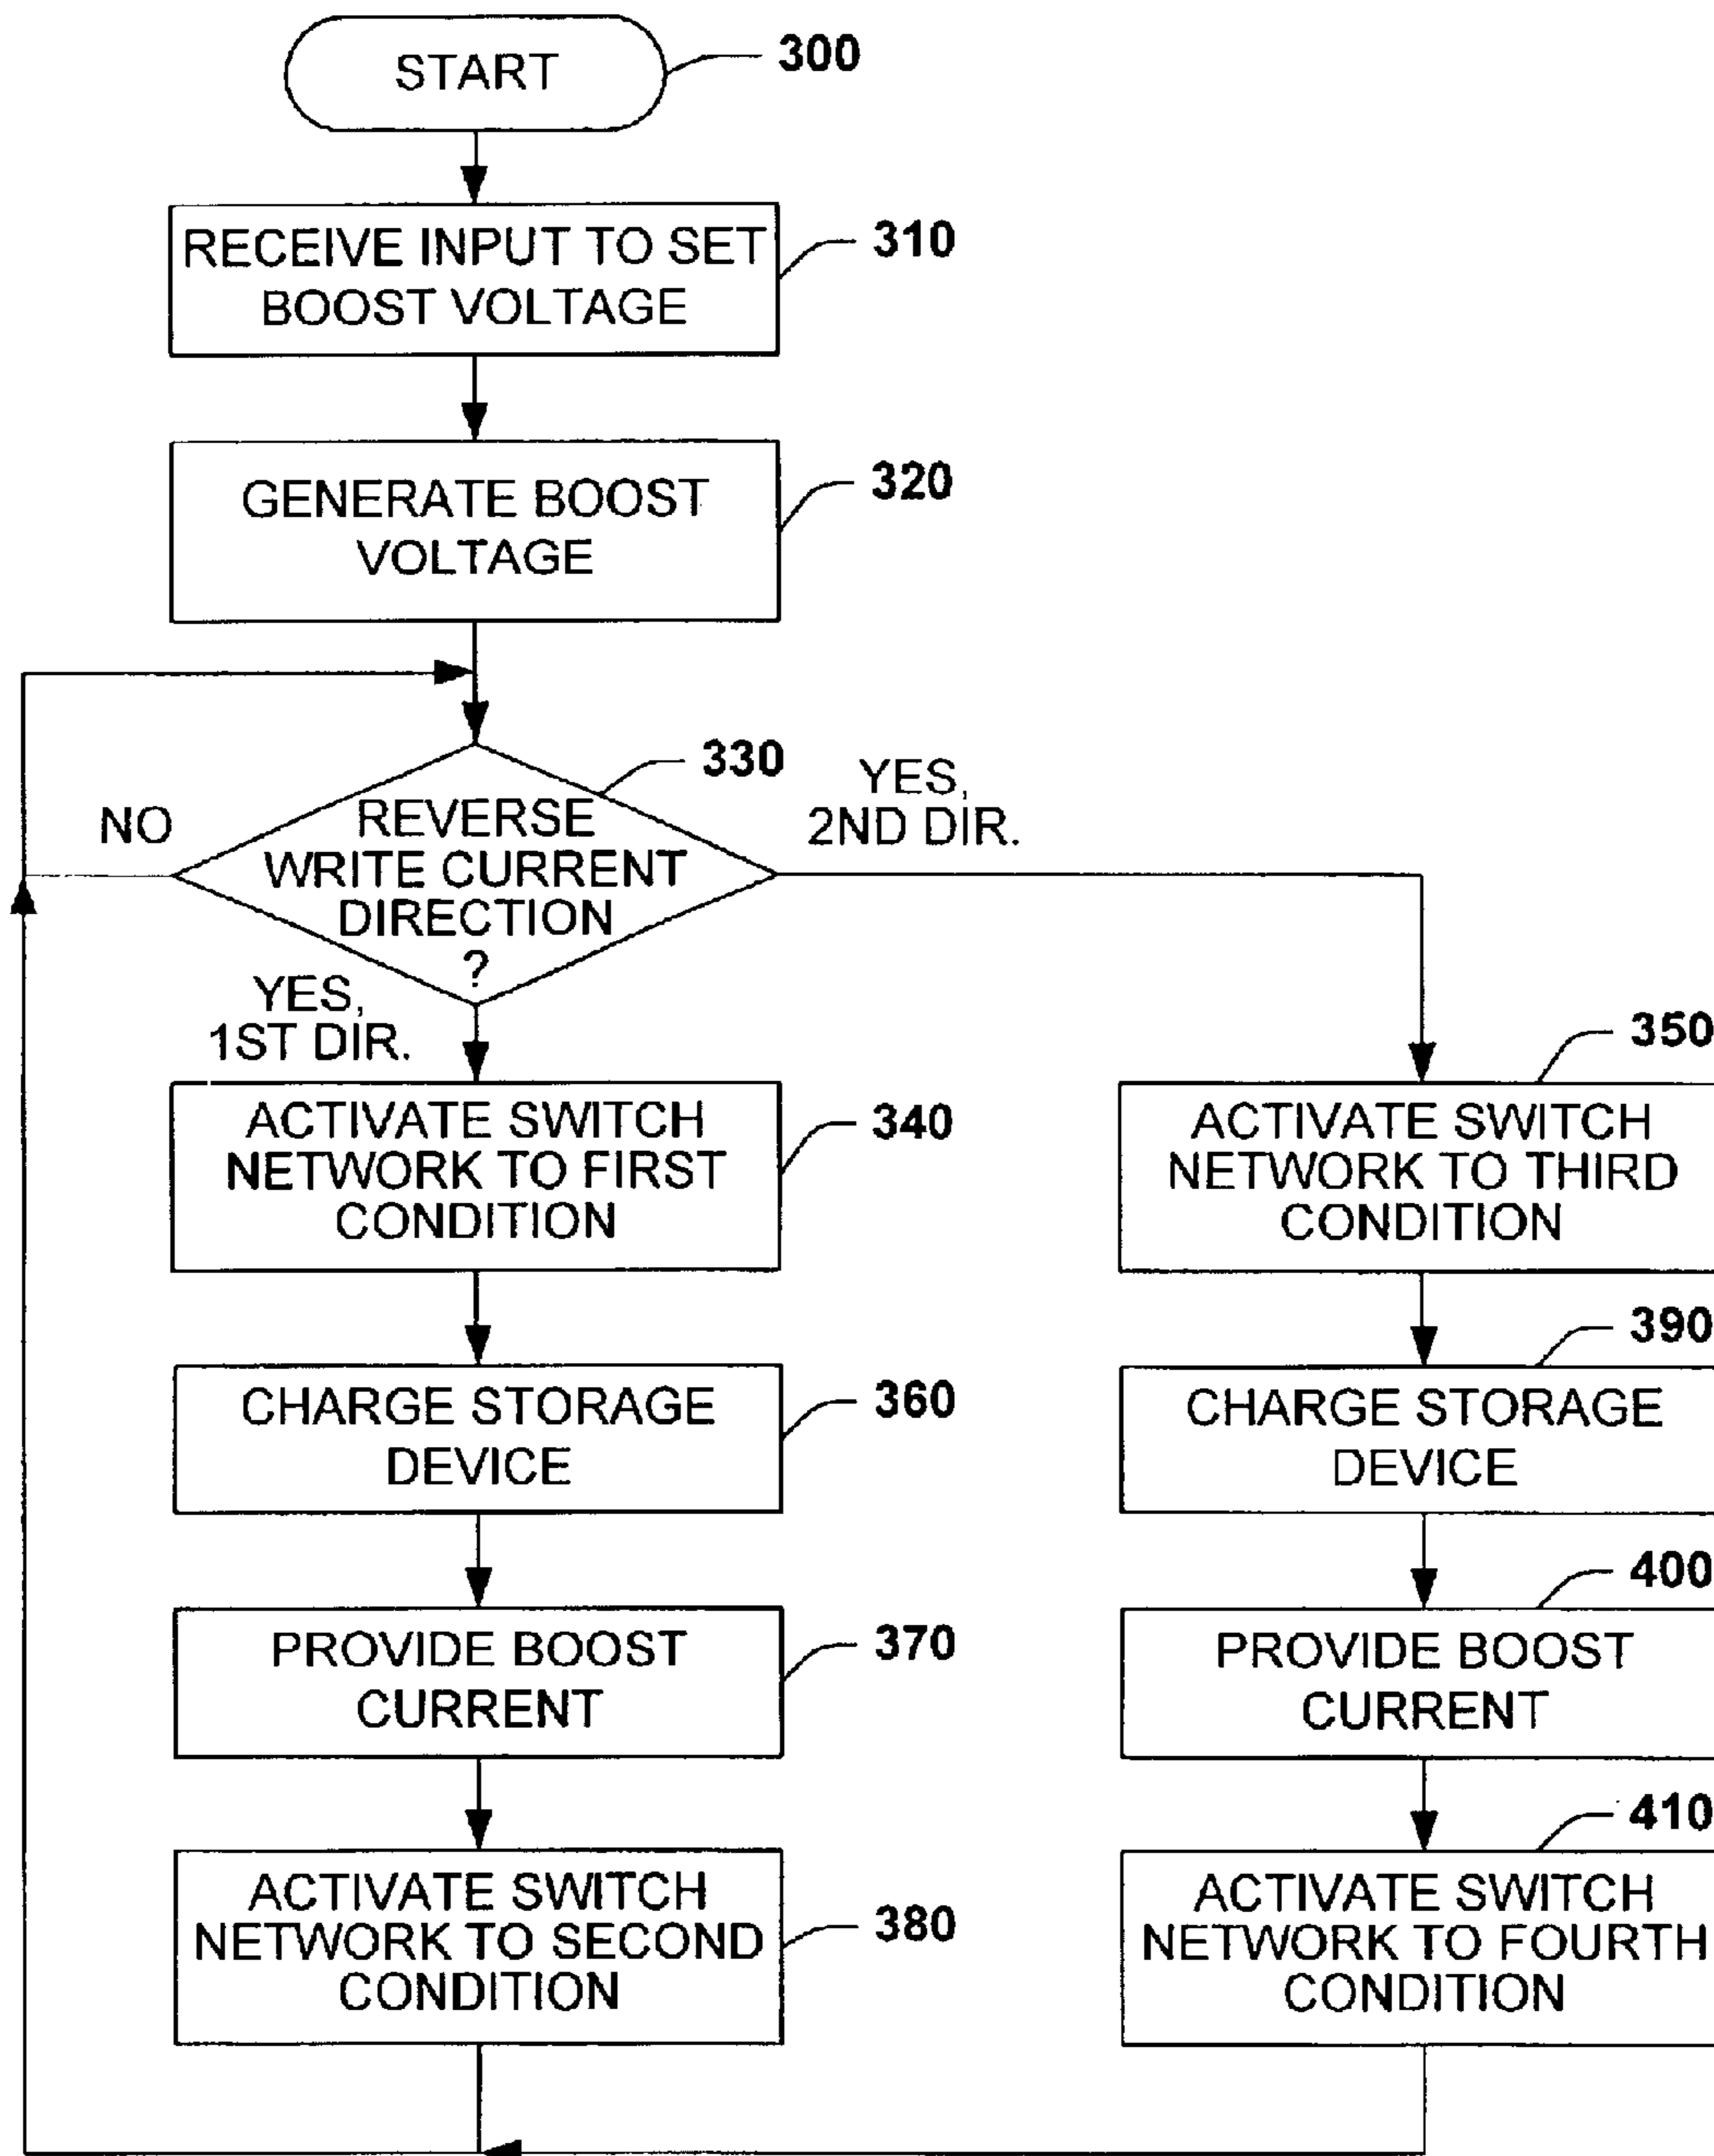 START
300
RECEIVE INPUT TO SET
BOOST VOLTAGE
310
GENERATE BOOST
VOLTAGE
320
330
YES,
2ND DIR.
NO
REVERSE
WRITE CURRENT
DIRECTION
?
YES,
1ST DIR.
ACTIVATE SWITCH
NETWORK TO FIRST
CONDITION
340
350
ACTIVATE SWITCH
NETWORK TO THIRD
CONDITION
CHARGE STORAGE
DEVICE
360
390
CHARGE STORAGE
DEVICE
PROVIDE BOOST
CURRENT
370
400
PROVIDE BOOST
CURRENT
ACTIVATE SWITCH
NETWORK TO SECOND
CONDITION
380
410
ACTIVATE SWITCH
NETWORK TO FOURTH
CONDITION